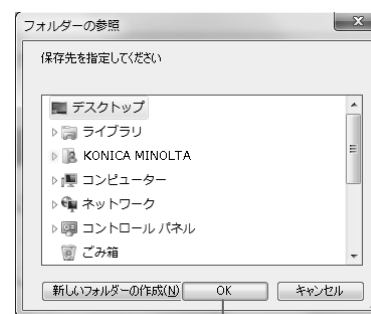 フォルダーの参照
保存先を指定してください
デスクトップ
ライブラリ
KONICA MINOLTA
コンピューター
ネットワーク
コントロール パネル
ごみ箱
新しいフォルダーの作成(N) OK キャンセル